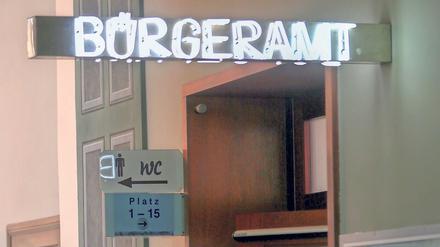 BÜRGERAMT
WC
Platz
1 – 15